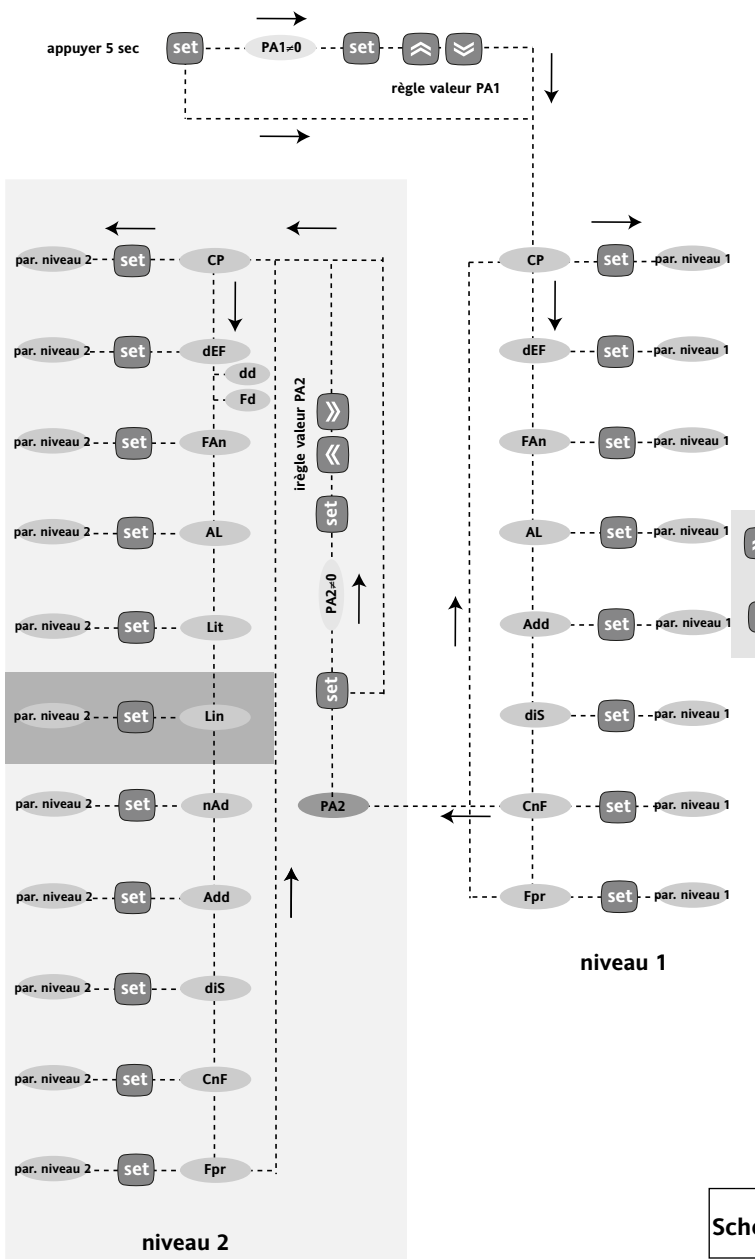 appuyer 5 sec set PA1≠0 set
règle valeur PA1
par. niveau 2 set CP
par. niveau 2 set dEF
dd
Fd
par. niveau 2 set FAn
par. niveau 2 set AL
par. niveau 2 set Lit
par. niveau 2 set Lin
par. niveau 2 set nAd
par. niveau 2 set Add
par. niveau 2 set diS
par. niveau 2 set CnF
par. niveau 2 set Fpr
niveau 2
irègle valeur PA2
set
PA2≠0
set
PA2
CP set par. niveau 1
dEF set par. niveau 1
FAn set par. niveau 1
AL set par. niveau 1
Add set par. niveau 1
diS set par. niveau 1
CnF set par. niveau 1
Fpr set par. niveau 1
niveau 1